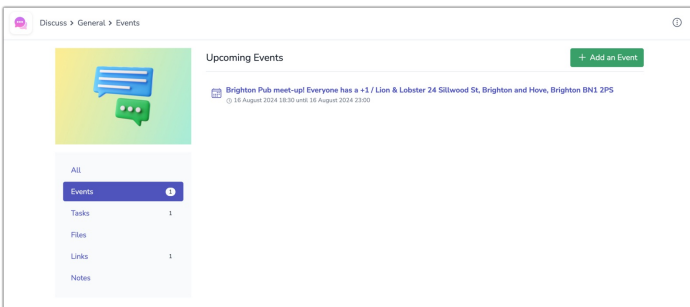 Discuss > General > Events
Upcoming Events
+ Add an Event
Brighton Pub meet-up! Everyone has a +1 / Lion & Lobster 24 Sillwood St, Brighton and Hove, Brighton BN1 2PS
16 August 2024 18:30 until 16 August 2024 23:00
All
Events 1
Tasks 1
Files
Links 1
Notes